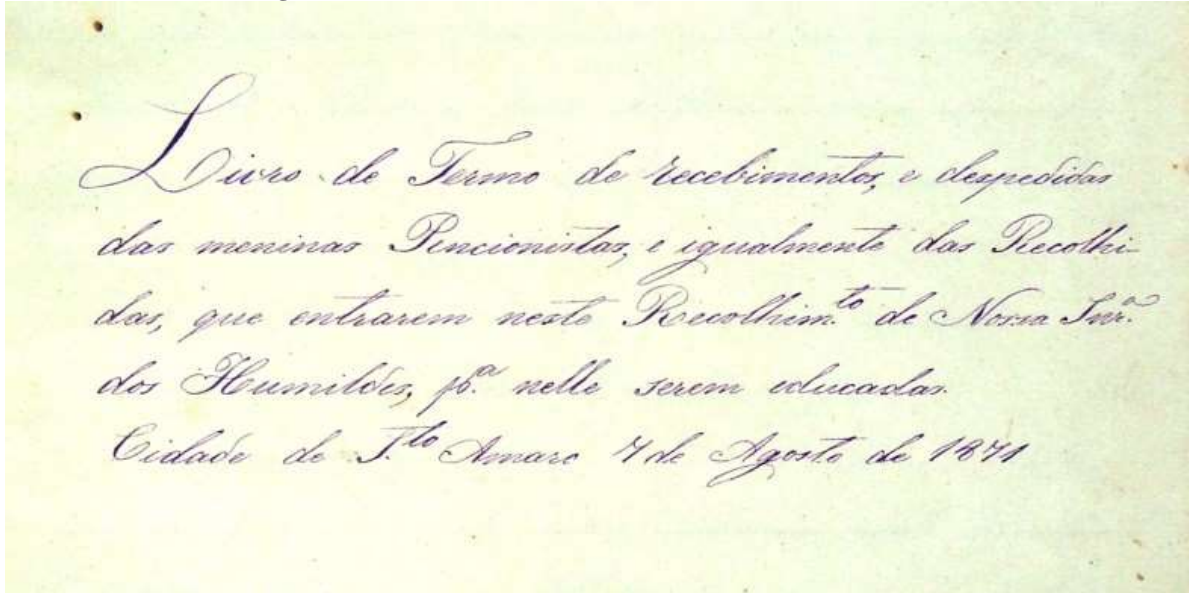 Livro de Termo de recebimentos, e despedidas
das meninas Pencionistas, e igualmente das Recolhi-
das, que entrarem neste Recolhim.to de Nossa Snr.a
dos Humildes, p.a nelle serem educadas.
Cidade de S.to Amaro 7 de Agosto de 1871